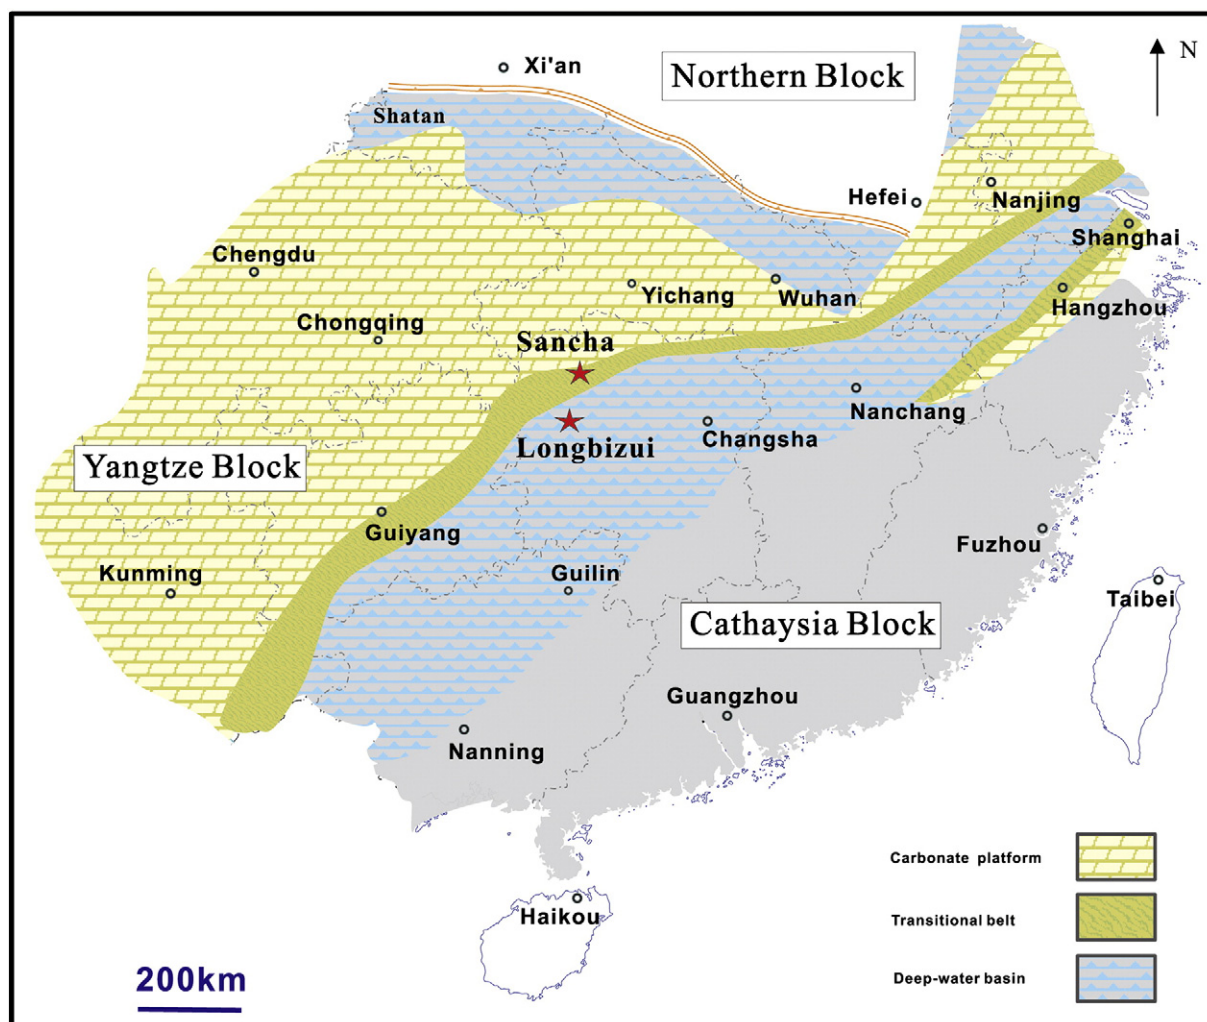 Xi'an
Northern Block
N
Shatan
Hefei
Nanjing
Shanghai
Chengdu
Yichang
Wuhan
Hangzhou
Chongqing
Sancha
Nanchang
Changsha
Longbizui
Yangtze Block
Guiyang
Fuzhou
Kunming
Guilin
Taibei
Cathaysia Block
Guangzhou
Nanning
Carbonate platform
Haikou
Transitional belt
200km
Deep-water basin